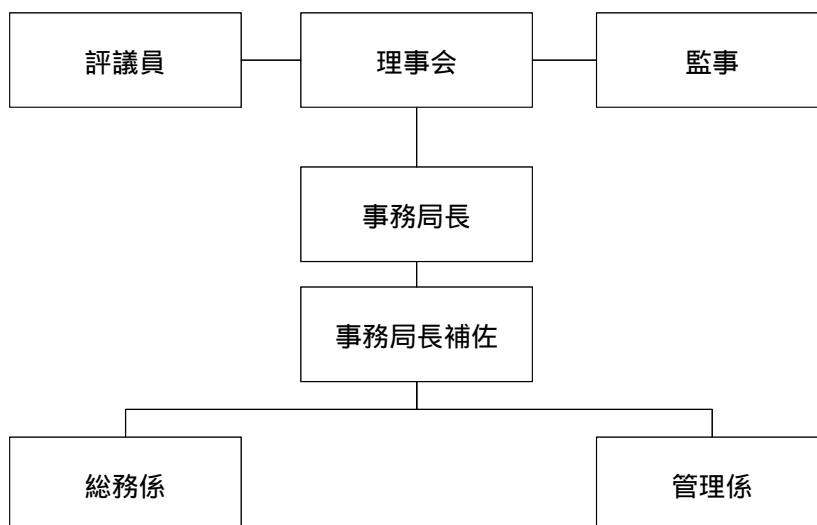 評議員
理事会
監事
事務局長
事務局長補佐
総務係
管理係